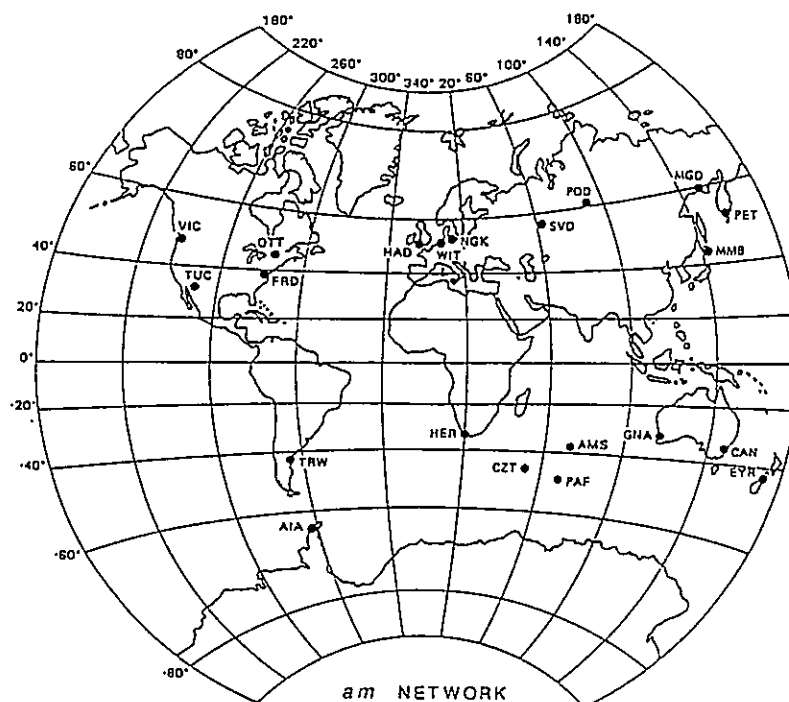 180°
180°
220°
140°
80°
260°
100°
300°
340°
20°
60°
60°
MGD
POD
PET
VIC
SVD
OTT
NGK
40°
HAD
WIT
MMB
TUC
FRD
20°
0°
-20°
HER
AMS
GNA
CAN
-40°
TRW
CZT
PAF
EYR
AIA
-60°
-80°
am NETWORK